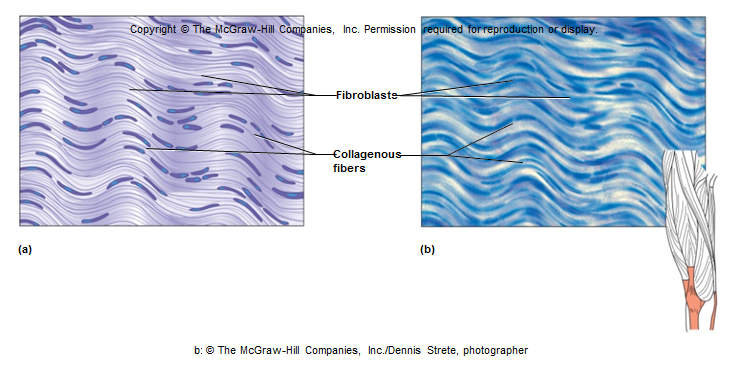 Copyright © The McGraw-Hill Companies, Inc. Permission required for reproduction or display.
Fibroblasts
Collagenous
fibers
(a)
(b)
b: © The McGraw-Hill Companies, Inc./Dennis Strete, photographer